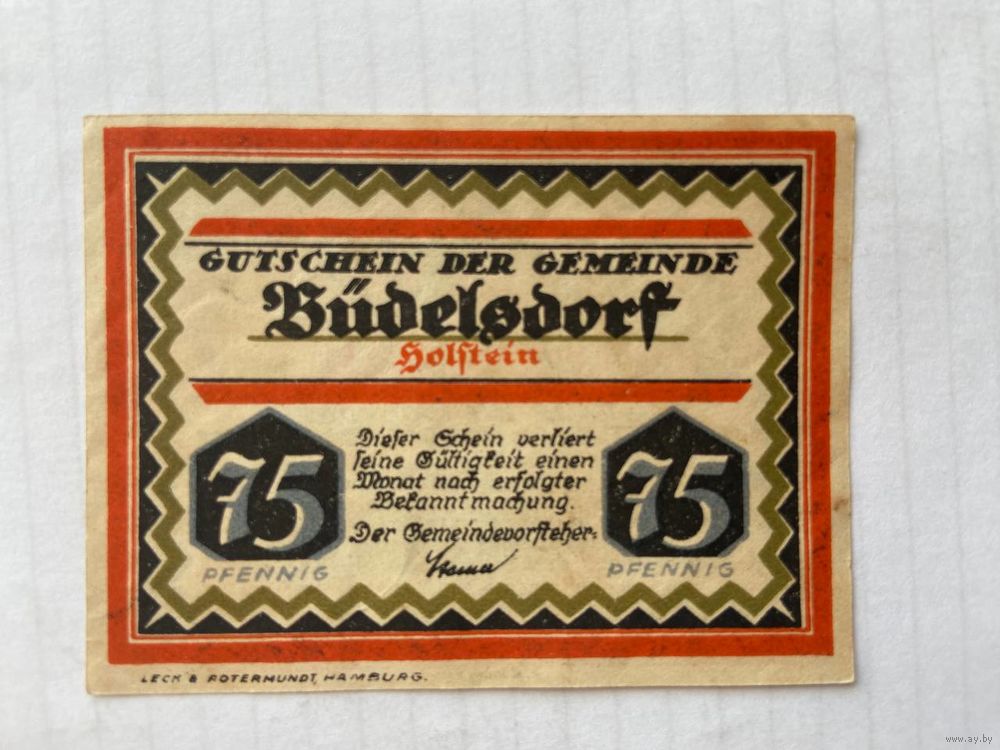 GUTSCHEIN DER GEMEINDE
Büdelsdorf
Holstein
75
PFENNIG
Dieser Schein verliert
seine Gültigkeit einen
Monat nach erfolgter
Bekanntmachung.
Der Gemeindevorsteher:
75
PFENNIG
LECK & ROTERMUNDT, HAMBURG.
www.ay.by